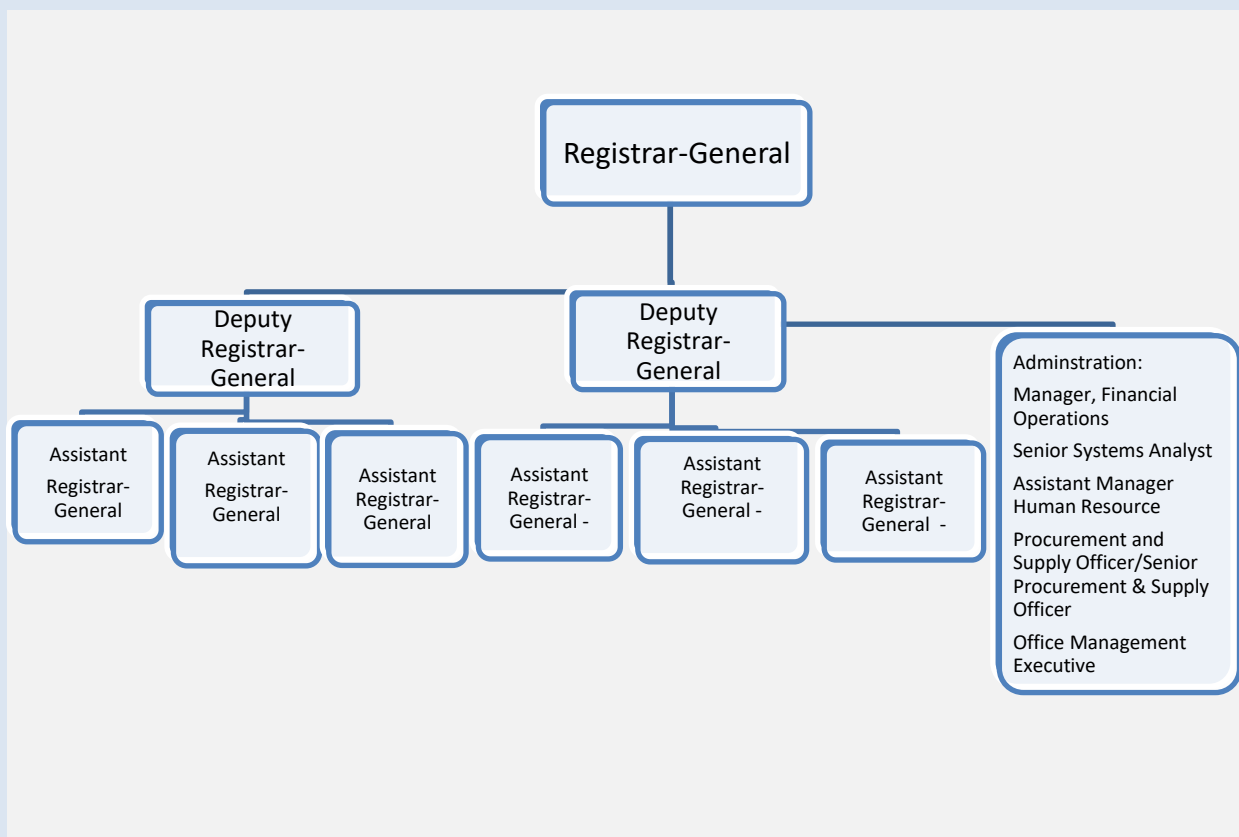 Registrar-General
Deputy
Registrar-
General
Deputy
Registrar-
General
Assistant
Registrar-
General
Assistant
Registrar-
General
Assistant
Registrar-
General
Assistant
Registrar-
General -
Assistant
Registrar-
General -
Assistant
Registrar-
General  -
Adminstration:
Manager, Financial
Operations
Senior Systems Analyst
Assistant Manager
Human Resource
Procurement and
Supply Officer/Senior
Procurement & Supply
Officer
Office Management
Executive